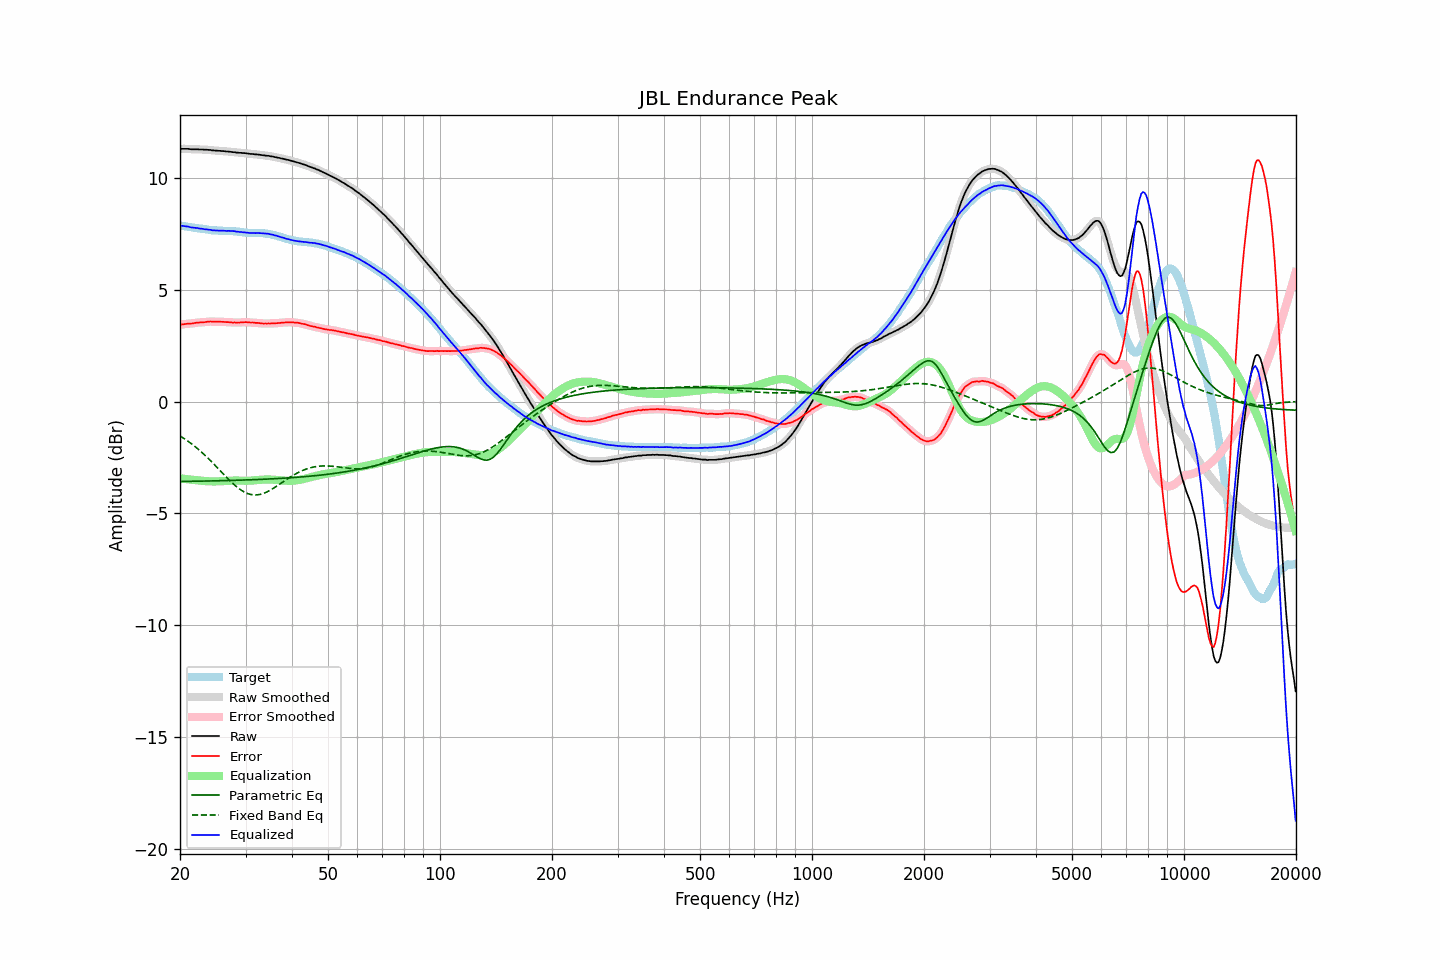 JBL Endurance Peak
Amplitude (dBr)
10
5
0
−5
−10
−15
−20
Target
Raw Smoothed
Error Smoothed
Raw
Error
Equalization
Parametric Eq
Fixed Band Eq
Equalized
20 50 100 200 500 1000 2000 5000 10000 20000
Frequency (Hz)